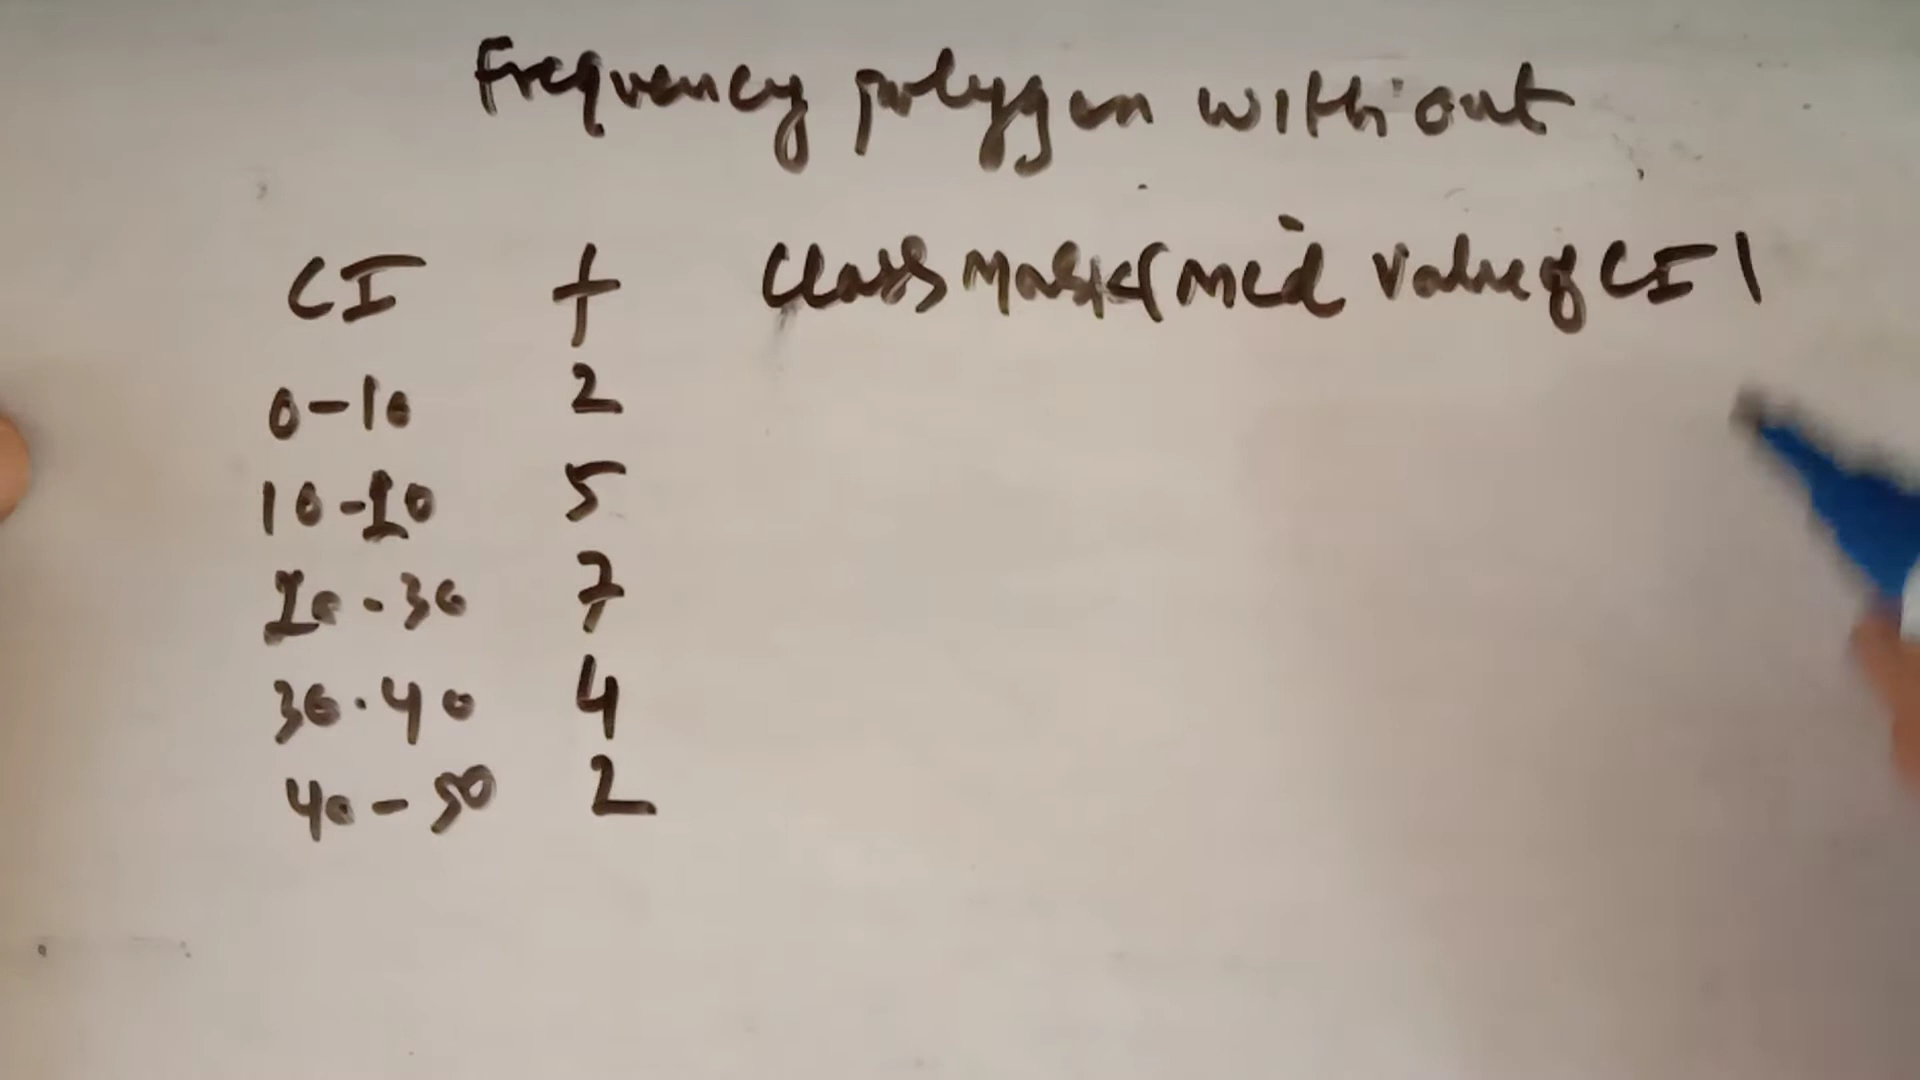 Frequency polygon without
CI f Class Mark (Mid value of CI)
0-10 2
10-20 5
20-30 7
30-40 4
40-50 2